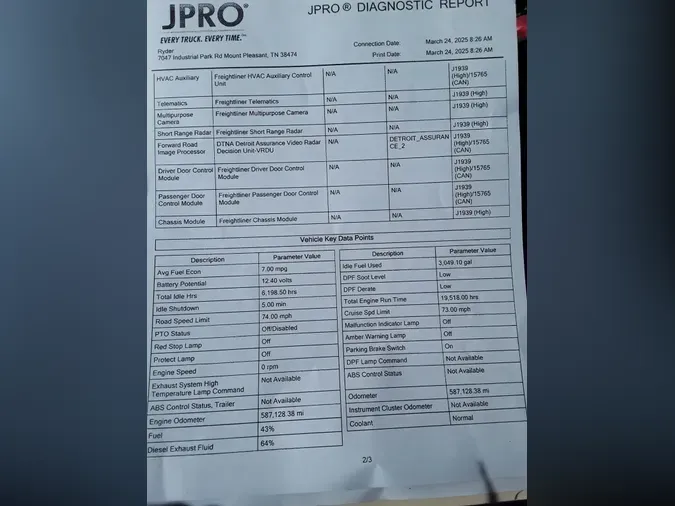 JPRO®
JPRO® DIAGNOSTIC REPORT
EVERY TRUCK. EVERY TIME.™
Ryder
7047 Industrial Park Rd Mount Pleasant, TN 38474
Connection Date: March 24, 2025 8:26 AM
Print Date: March 24, 2025 8:26 AM
HVAC Auxiliary Freightliner HVAC Auxiliary Control Unit N/A N/A J1939 (High)/15765 (CAN)
Telematics Freightliner Telematics N/A N/A J1939 (High)
Multipurpose Camera Freightliner Multipurpose Camera N/A N/A J1939 (High)
Short Range Radar Freightliner Short Range Radar N/A N/A J1939 (High)
Forward Road Image Processor DTNA Detroit Assurance Video Radar Decision Unit-VRDU N/A DETROIT_ASSURANCE_2 J1939 (High)/15765 (CAN)
Driver Door Control Module Freightliner Driver Door Control Module N/A N/A J1939 (High)/15765 (CAN)
Passenger Door Control Module Freightliner Passenger Door Control Module N/A N/A J1939 (High)/15765 (CAN)
Chassis Module Freightliner Chassis Module N/A N/A J1939 (High)
Vehicle Key Data Points
Description Parameter Value
Avg Fuel Econ 7.00 mpg
Battery Potential 12.40 volts
Total Idle Hrs 6,198.50 hrs
Idle Shutdown 5.00 min
Road Speed Limit 74.00 mph
PTO Status Off/Disabled
Red Stop Lamp Off
Protect Lamp Off
Engine Speed 0 rpm
Exhaust System High Temperature Lamp Command Not Available
ABS Control Status, Trailer Not Available
Engine Odometer 587,128.38 mi
Fuel 43%
Diesel Exhaust Fluid 64%
Description Parameter Value
Idle Fuel Used 3,049.10 gal
DPF Soot Level Low
DPF Derate Low
Total Engine Run Time 19,518.00 hrs
Cruise Spd Limit 73.00 mph
Malfunction Indicator Lamp Off
Amber Warning Lamp Off
Parking Brake Switch On
DPF Lamp Command Not Available
ABS Control Status Not Available
Odometer 587,128.38 mi
Instrument Cluster Odometer Not Available
Coolant Normal
2/3